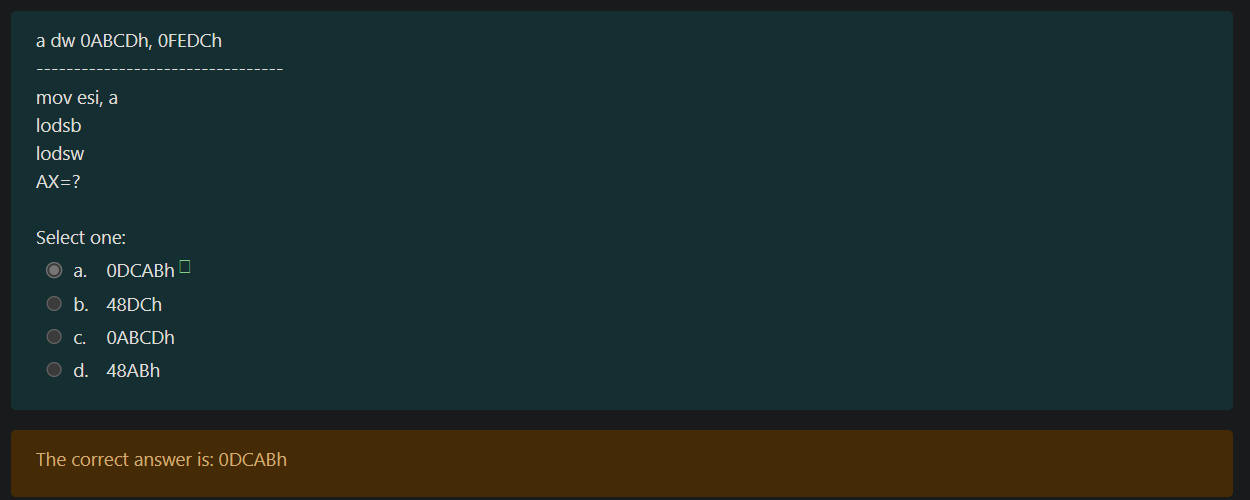 a dw 0ABCDh, 0FEDCh
---------------------------------
mov esi, a
lodsb
lodsw
AX=?
Select one:
a. 0DCABh
b. 48DCh
c. 0ABCDh
d. 48ABh
The correct answer is: 0DCABh